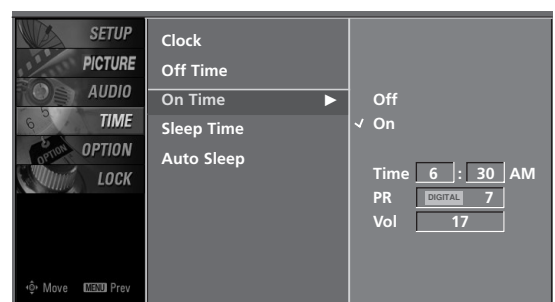 SETUP
PICTURE
AUDIO
TIME
OPTION
LOCK
Move MENU Prev
Clock
Off Time
On Time ▶
Sleep Time
Auto Sleep
Off
✓ On
Time 6 : 30 AM
PR DIGITAL 7
Vol 17